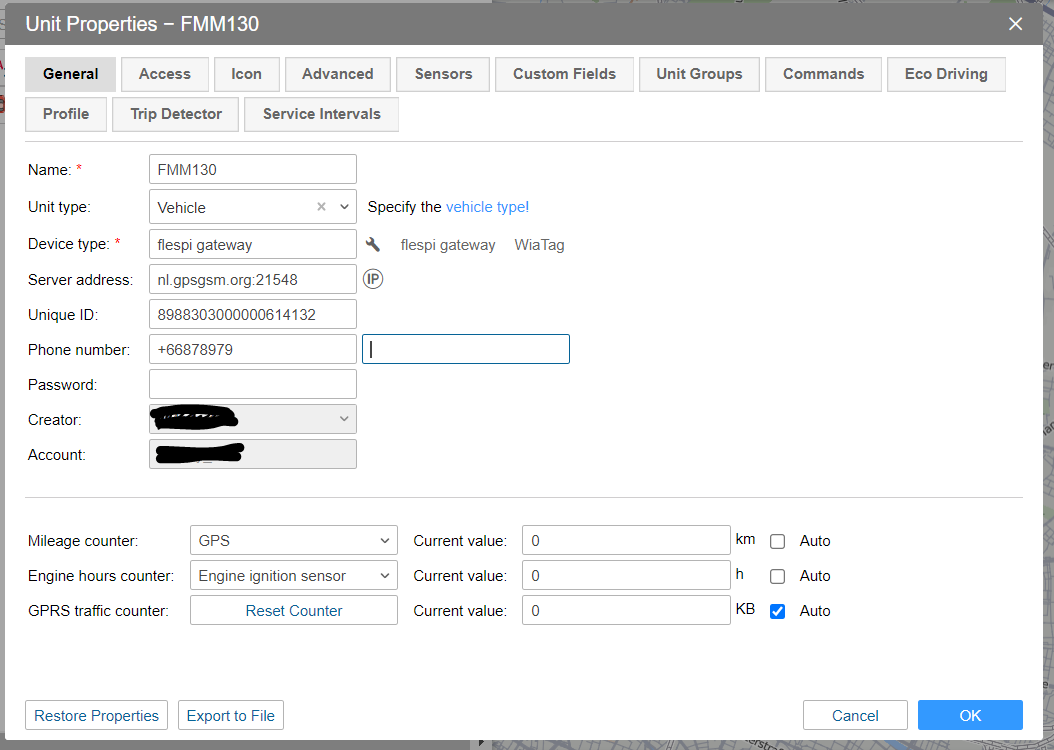 Unit Properties – FMM130
General Access Icon Advanced Sensors Custom Fields Unit Groups Commands Eco Driving
Profile Trip Detector Service Intervals
Name: * FMM130
Unit type: Vehicle Specify the vehicle type!
Device type: * flespi gateway flespi gateway WiaTag
Server address: nl.gpsgsm.org:21548 IP
Unique ID: 8988303000000614132
Phone number: +66878979
Password:
Creator:
Account:
Mileage counter: GPS Current value: 0 km Auto
Engine hours counter: Engine ignition sensor Current value: 0 h Auto
GPRS traffic counter: Reset Counter Current value: 0 KB Auto
Restore Properties Export to File Cancel OK